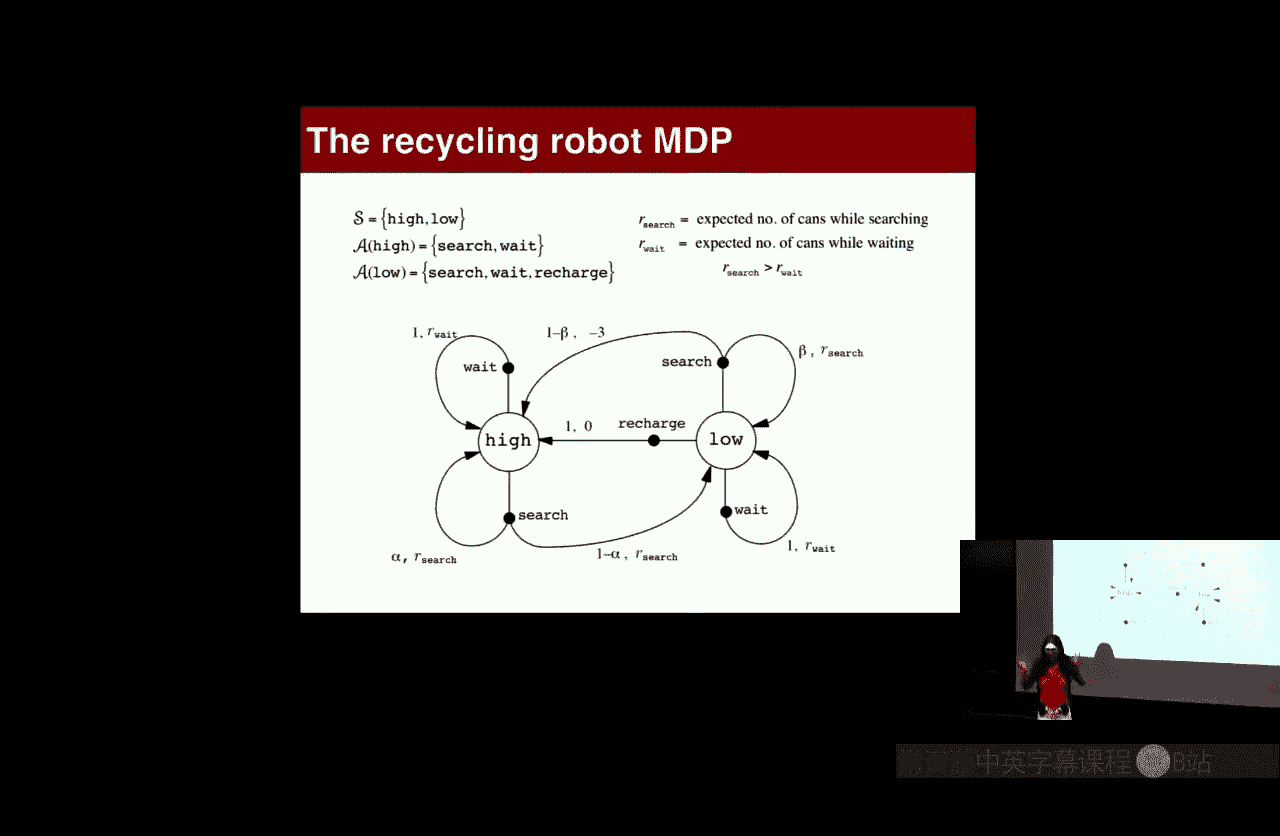 The recycling robot MDP
S = {high, low}
A(high) = {search, wait}
A(low) = {search, wait, recharge}
r_search = expected no. of cans while searching
r_wait = expected no. of cans while waiting
r_search > r_wait
1, r_wait
1–β , –3
wait
search
β , r_search
high
1, 0
recharge
low
search
wait
α, r_search
1–α , r_search
1, r_wait
中英字幕课程
B站